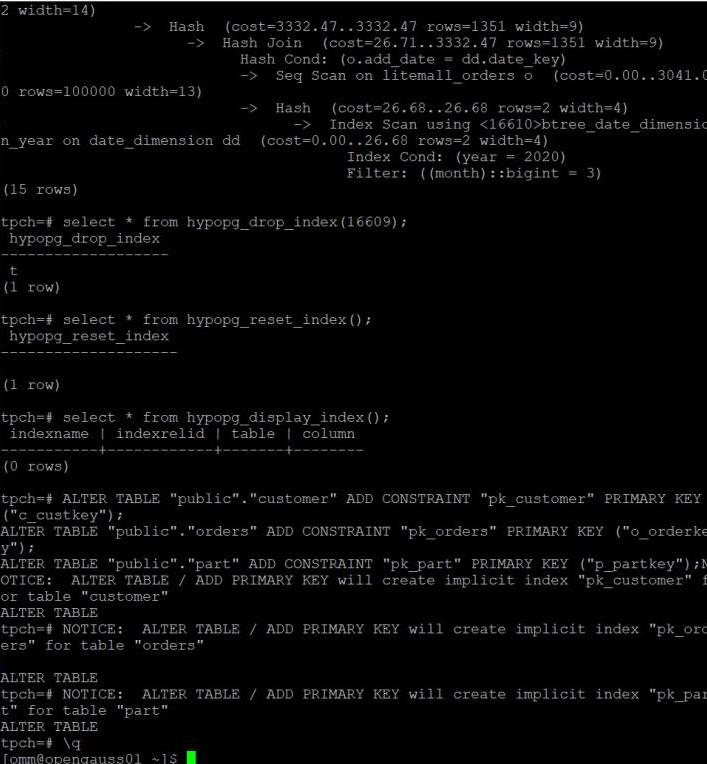 2 width=14)
-> Hash (cost=3332.47..3332.47 rows=1351 width=9)
-> Hash Join (cost=26.71..3332.47 rows=1351 width=9)
Hash Cond: (o.add_date = dd.date_key)
-> Seq Scan on litemall_orders o (cost=0.00..3041.0
0 rows=100000 width=13)
-> Hash (cost=26.68..26.68 rows=2 width=4)
-> Index Scan using <16610>btree_date_dimensio
n_year on date_dimension dd (cost=0.00..26.68 rows=2 width=4)
Index Cond: (year = 2020)
Filter: ((month)::bigint = 3)
(15 rows)
tpch=# select * from hypopg_drop_index(16609);
hypopg_drop_index
-------------------
t
(1 row)
tpch=# select * from hypopg_reset_index();
hypopg_reset_index
--------------------
(1 row)
tpch=# select * from hypopg_display_index();
indexname | indexrelid | table | column
-----------+------------+-------+--------
(0 rows)
tpch=# ALTER TABLE "public"."customer" ADD CONSTRAINT "pk_customer" PRIMARY KEY
("c_custkey");
ALTER TABLE "public"."orders" ADD CONSTRAINT "pk_orders" PRIMARY KEY ("o_orderke
y");
ALTER TABLE "public"."part" ADD CONSTRAINT "pk_part" PRIMARY KEY ("p_partkey");N
OTICE: ALTER TABLE / ADD PRIMARY KEY will create implicit index "pk_customer" f
or table "customer"
ALTER TABLE
tpch=# NOTICE: ALTER TABLE / ADD PRIMARY KEY will create implicit index "pk_ord
ers" for table "orders"
ALTER TABLE
tpch=# NOTICE: ALTER TABLE / ADD PRIMARY KEY will create implicit index "pk_par
t" for table "part"
ALTER TABLE
tpch=# \q
[omm@opengauss01 ~]$